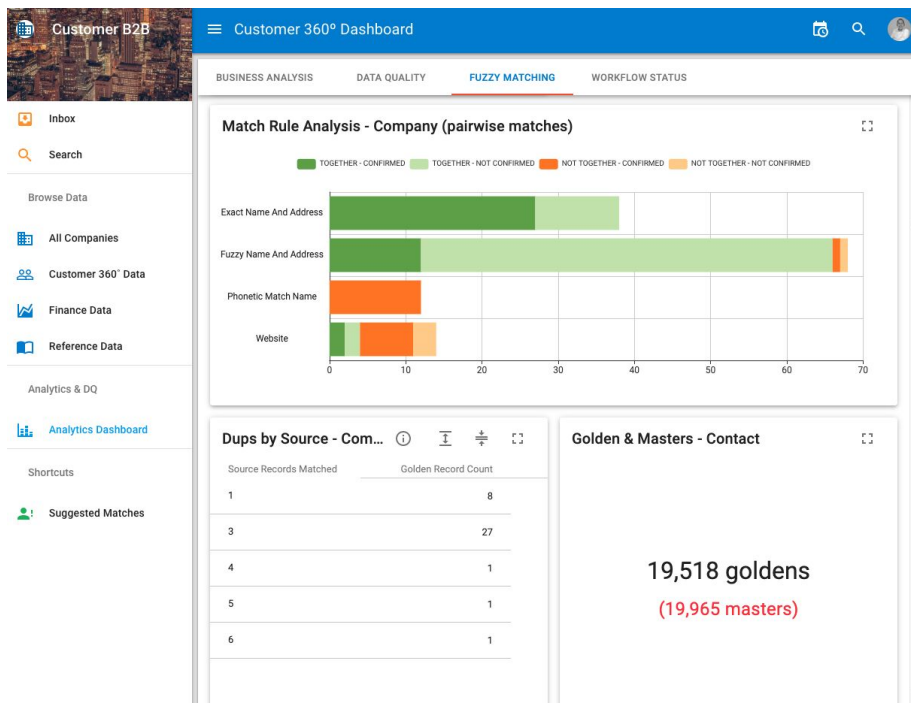 Customer B2B
Customer 360º Dashboard
Inbox
Search
Browse Data
All Companies
Customer 360° Data
Finance Data
Reference Data
Analytics & DQ
Analytics Dashboard
Shortcuts
Suggested Matches
BUSINESS ANALYSIS DATA QUALITY FUZZY MATCHING WORKFLOW STATUS
Match Rule Analysis - Company (pairwise matches)
TOGETHER - CONFIRMED TOGETHER - NOT CONFIRMED NOT TOGETHER - CONFIRMED NOT TOGETHER - NOT CONFIRMED
Exact Name And Address
Fuzzy Name And Address
Phonetic Match Name
Website
0 10 20 30 40 50 60 70
Dups by Source - Com...
Source Records Matched Golden Record Count
1 8
3 27
4 1
5 1
6 1
Golden & Masters - Contact
19,518 goldens
(19,965 masters)